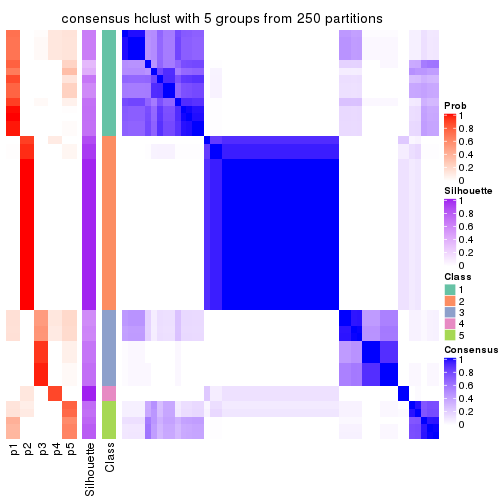 consensus hclust with 5 groups from 250 partitions
Prob
1
0.8
0.6
0.4
0.2
0
Silhouette
1
0.8
0.6
0.4
0.2
0
Class
1
2
3
4
5
Consensus
1
0.8
0.6
0.4
0.2
0
p1
p2
p3
p4
p5
Silhouette
Class